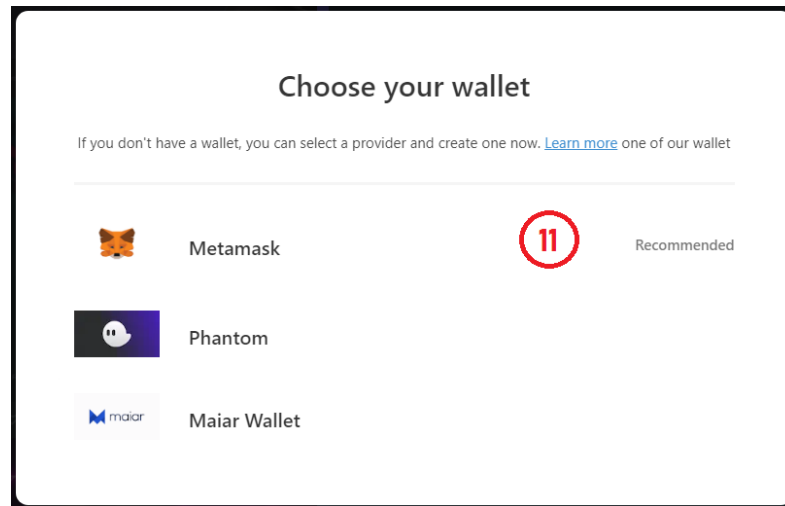 Choose your wallet
If you don't have a wallet, you can select a provider and create one now. Learn more one of our wallet
Metamask 11 Recommended
Phantom
maiar Maiar Wallet